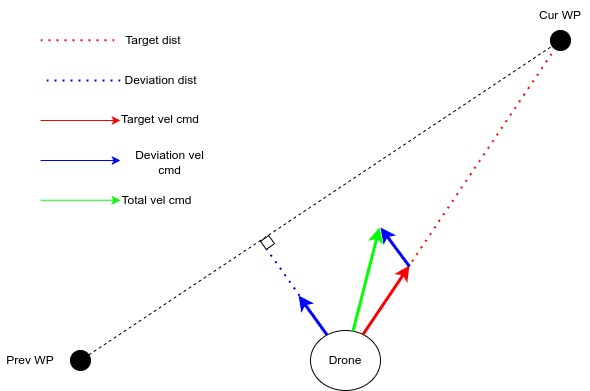 Cur WP
Target dist
Deviation dist
Target vel cmd
Deviation vel
cmd
Total vel cmd
Prev WP
Drone